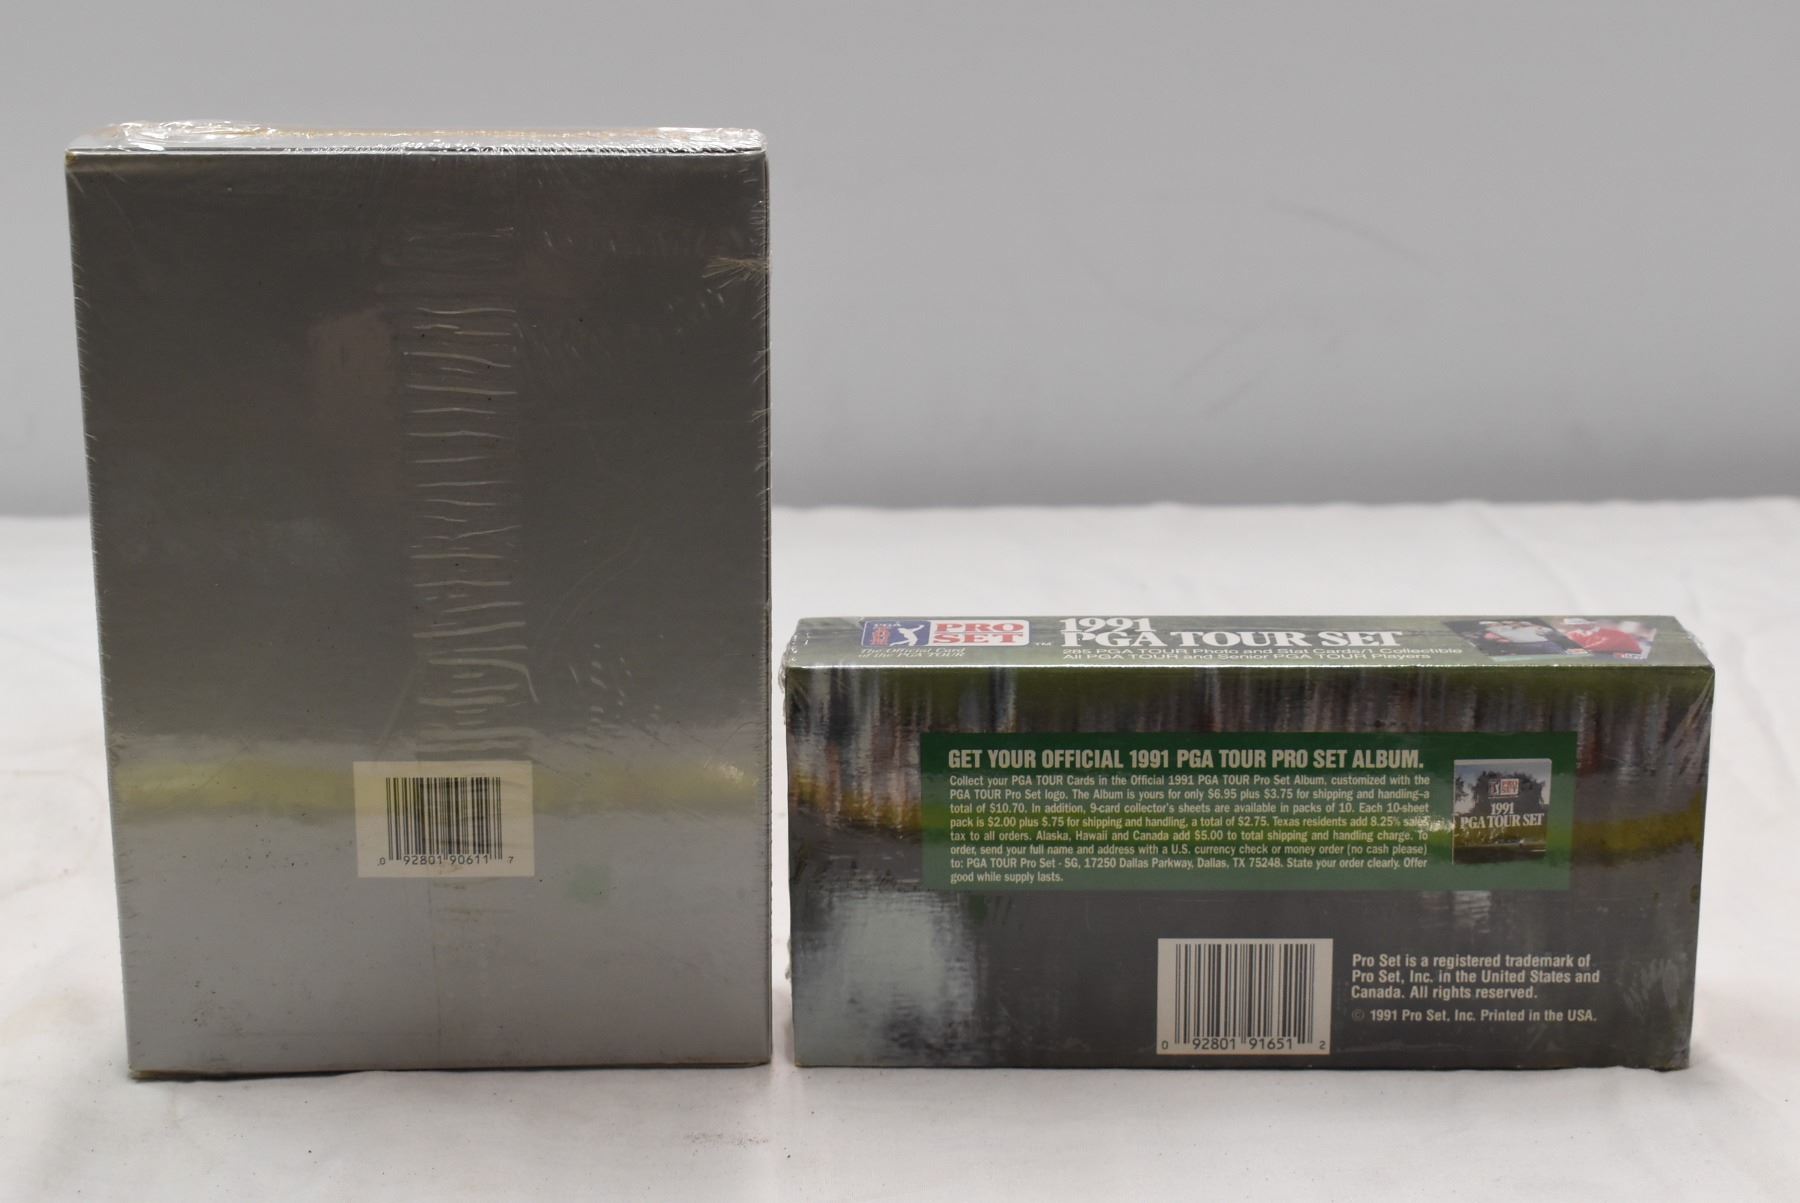 0 92801 90611 7
PGA TOUR
PRO SET ™
The Official Card
of the PGA TOUR
1991
PGA TOUR SET
285 PGA TOUR Photo and Stat Cards/1 Collectible
All PGA TOUR and Senior PGA TOUR Players
GET YOUR OFFICIAL 1991 PGA TOUR PRO SET ALBUM.
Collect your PGA TOUR Cards in the Official 1991 PGA TOUR Pro Set Album, customized with the
PGA TOUR Pro Set logo. The Album is yours for only $6.95 plus $3.75 for shipping and handling–a
total of $10.70. In addition, 9-card collector's sheets are available in packs of 10. Each 10-sheet
pack is $2.00 plus $.75 for shipping and handling, a total of $2.75. Texas residents add 8.25% sales
tax to all orders. Alaska, Hawaii and Canada add $5.00 to total shipping and handling charge. To
order, send your full name and address with a U.S. currency check or money order (no cash please)
to: PGA TOUR Pro Set - SG, 17250 Dallas Parkway, Dallas, TX 75248. State your order clearly. Offer
good while supply lasts.
1991
PGA TOUR SET
0 92801 91651 2
Pro Set is a registered trademark of
Pro Set, Inc. in the United States and
Canada. All rights reserved.
© 1991 Pro Set, Inc. Printed in the USA.